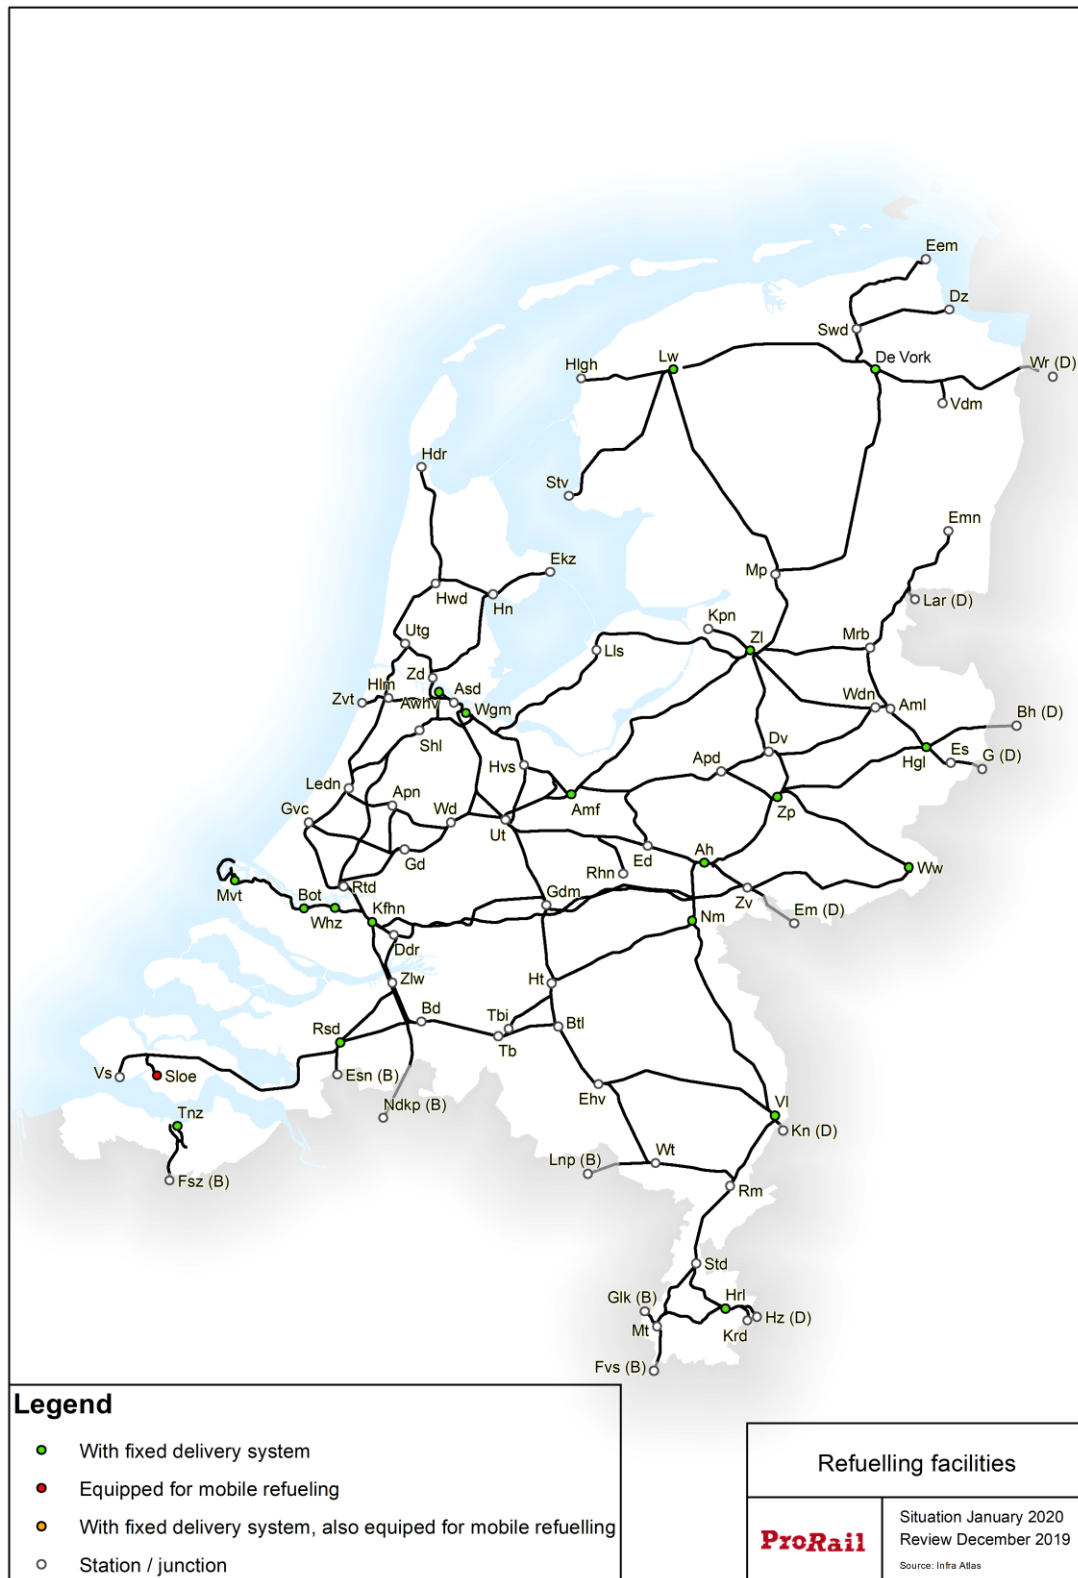 Eem
Dz
Swd
Hlgh
Lw
De Vork
Wr (D)
Vdm
Hdr
Stv
Emn
Ekz
Mp
Hwd
Hn
Lar (D)
Kpn
Utg
Zl
Mrb
Lls
Zd
Hlm
Asd
Zvt
Awhv
Wgm
Wdn
Aml
Bh (D)
Shl
Dv
Es
G (D)
Hvs
Apd
Hgl
Ledn
Apn
Amf
Zp
Gvc
Wd
Ut
Gd
Ed
Ah
Rhn
Ww
Mvt
Rtd
Bot
Whz
Kfhn
Gdm
Zv
Em (D)
Nm
Ddr
Zlw
Ht
Bd
Tbi
Rsd
Btl
Tb
Vs
Sloe
Esn (B)
Ehv
Ndkp (B)
Vl
Tnz
Kn (D)
Wt
Lnp (B)
Fsz (B)
Rm
Std
Glk (B)
Hrl
Hz (D)
Mt
Krd
Fvs (B)
Legend
With fixed delivery system
Equipped for mobile refueling
With fixed delivery system, also equiped for mobile refuelling
Station / junction
Refuelling facilities
ProRail
Situation January 2020
Review December 2019
Source: Infra Atlas